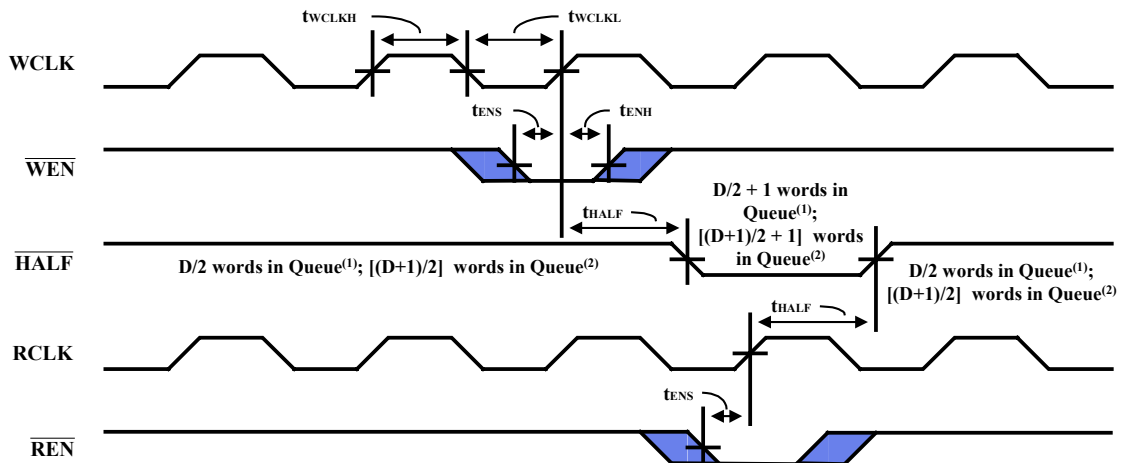 tWCLKH
tWCLKL
WCLK
tENS
tENH
WEN
D/2 + 1 words in
Queue(1);
[(D+1)/2 + 1] words
in Queue(2)
tHALF
HALF
D/2 words in Queue(1); [(D+1)/2] words in Queue(2)
D/2 words in Queue(1);
[(D+1)/2] words in Queue(2)
tHALF
RCLK
tENS
REN